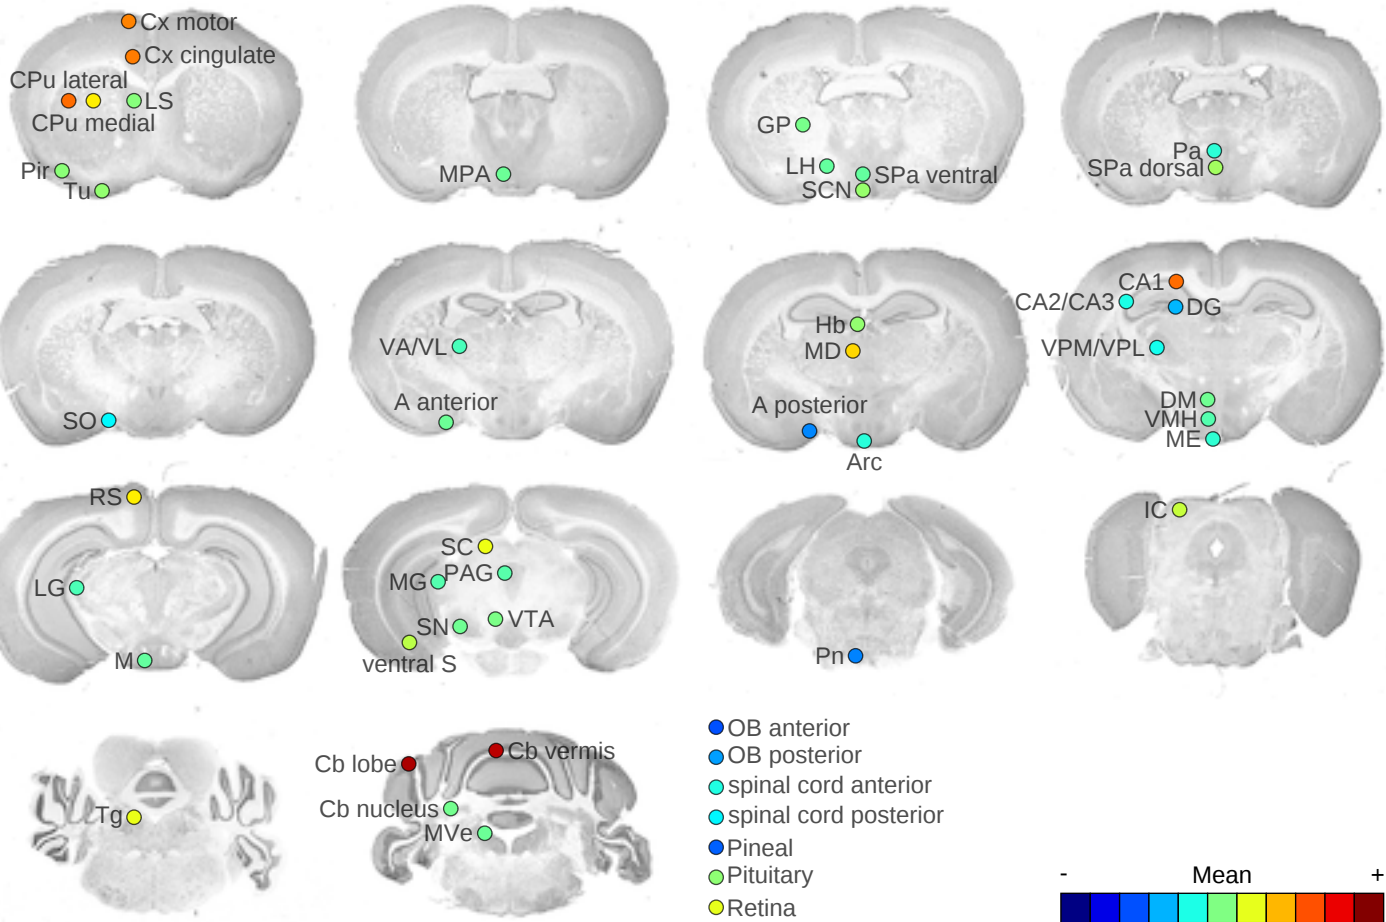 Cx motor
Cx cingulate
CPu lateral
LS
CPu medial
Pir
Tu
MPA
GP
LH
SPa ventral
SCN
Pa
SPa dorsal
SO
VA/VL
A anterior
Hb
MD
A posterior
Arc
CA1
CA2/CA3
DG
VPM/VPL
DM
VMH
ME
RS
LG
M
SC
MG
PAG
SN
VTA
ventral S
Pn
IC
Tg
Cb lobe
Cb vermis
Cb nucleus
MVe
OB anterior
OB posterior
spinal cord anterior
spinal cord posterior
Pineal
Pituitary
Retina
- Mean +